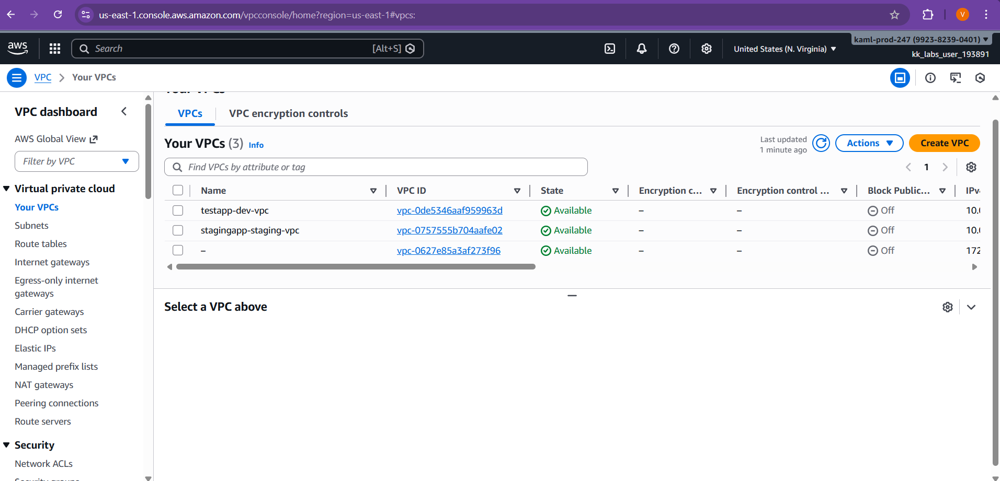 us-east-1.console.aws.amazon.com/vpcconsole/home?region=us-east-1#vpcs:
V
aws
Search
[Alt+S]
United States (N. Virginia)
kaml-prod-247 (9923-8239-0401)
kk_labs_user_193891
VPC
Your VPCs
VPC dashboard
AWS Global View
Filter by VPC
Virtual private cloud
Your VPCs
Subnets
Route tables
Internet gateways
Egress-only internet
gateways
Carrier gateways
DHCP option sets
Elastic IPs
Managed prefix lists
NAT gateways
Peering connections
Route servers
Security
Network ACLs
Security groups
Your VPCs
VPCs
VPC encryption controls
Your VPCs (3) Info
Last updated
1 minute ago
Actions
Create VPC
Find VPCs by attribute or tag
1
Name VPC ID State Encryption c... Encryption control ... Block Public...
testapp-dev-vpc vpc-0de5346aaf959963d Available – – Off 10.
stagingapp-staging-vpc vpc-0757555b704aafe02 Available – – Off 10.
– vpc-0627e85a3af273f96 Available – – Off 172
Select a VPC above